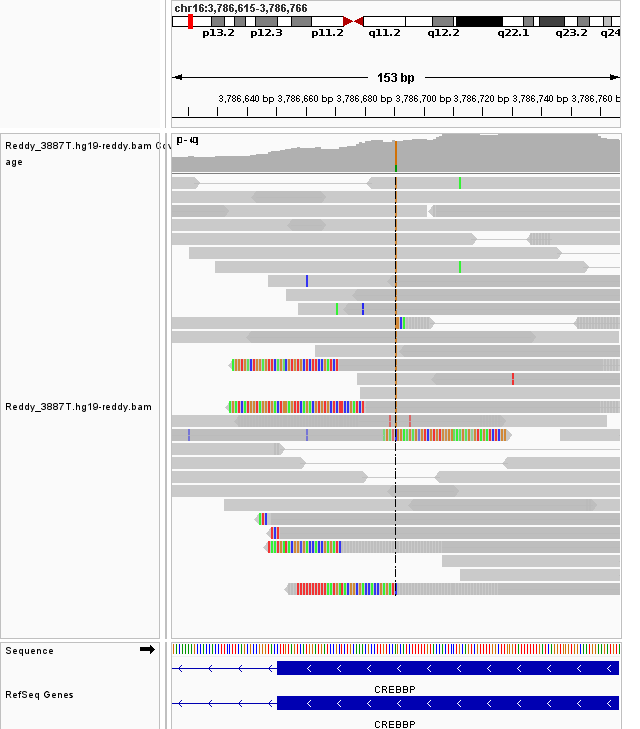 chr16:3,786,615-3,786,766
p13.2 p12.3 p11.2 q11.2 q12.2 q22.1 q23.2 q24
153 bp
3,786,640 bp 3,786,660 bp 3,786,680 bp 3,786,700 bp 3,786,720 bp 3,786,740 bp 3,786,760 b
Reddy_3887T.hg19-reddy.bam Cov
age
Reddy_3887T.hg19-reddy.bam
Sequence
RefSeq Genes
CREBBP
CREBBP